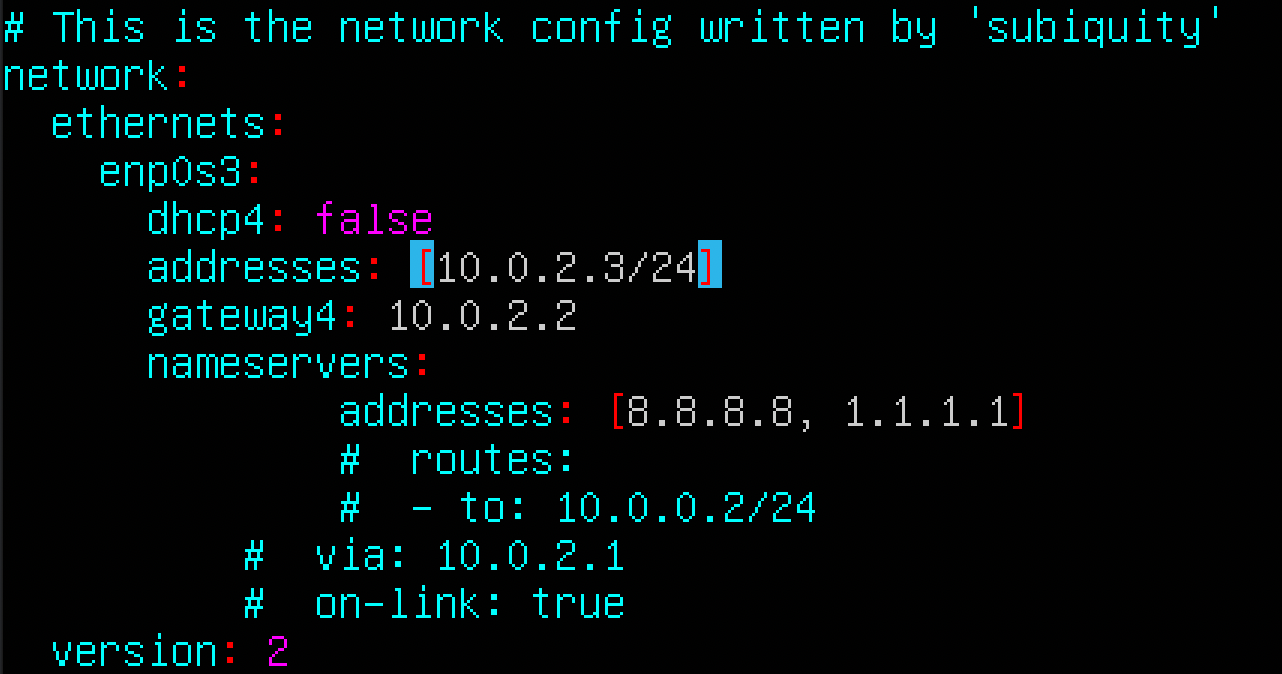 # This is the network config written by 'subiquity'
network:
  ethernets:
    enp0s3:
      dhcp4: false
      addresses: [10.0.2.3/24]
      gateway4: 10.0.2.2
      nameservers:
              addresses: [8.8.8.8, 1.1.1.1]
              #  routes:
              #  - to: 10.0.0.2/24
          #  via: 10.0.2.1
          #  on-link: true
  version: 2